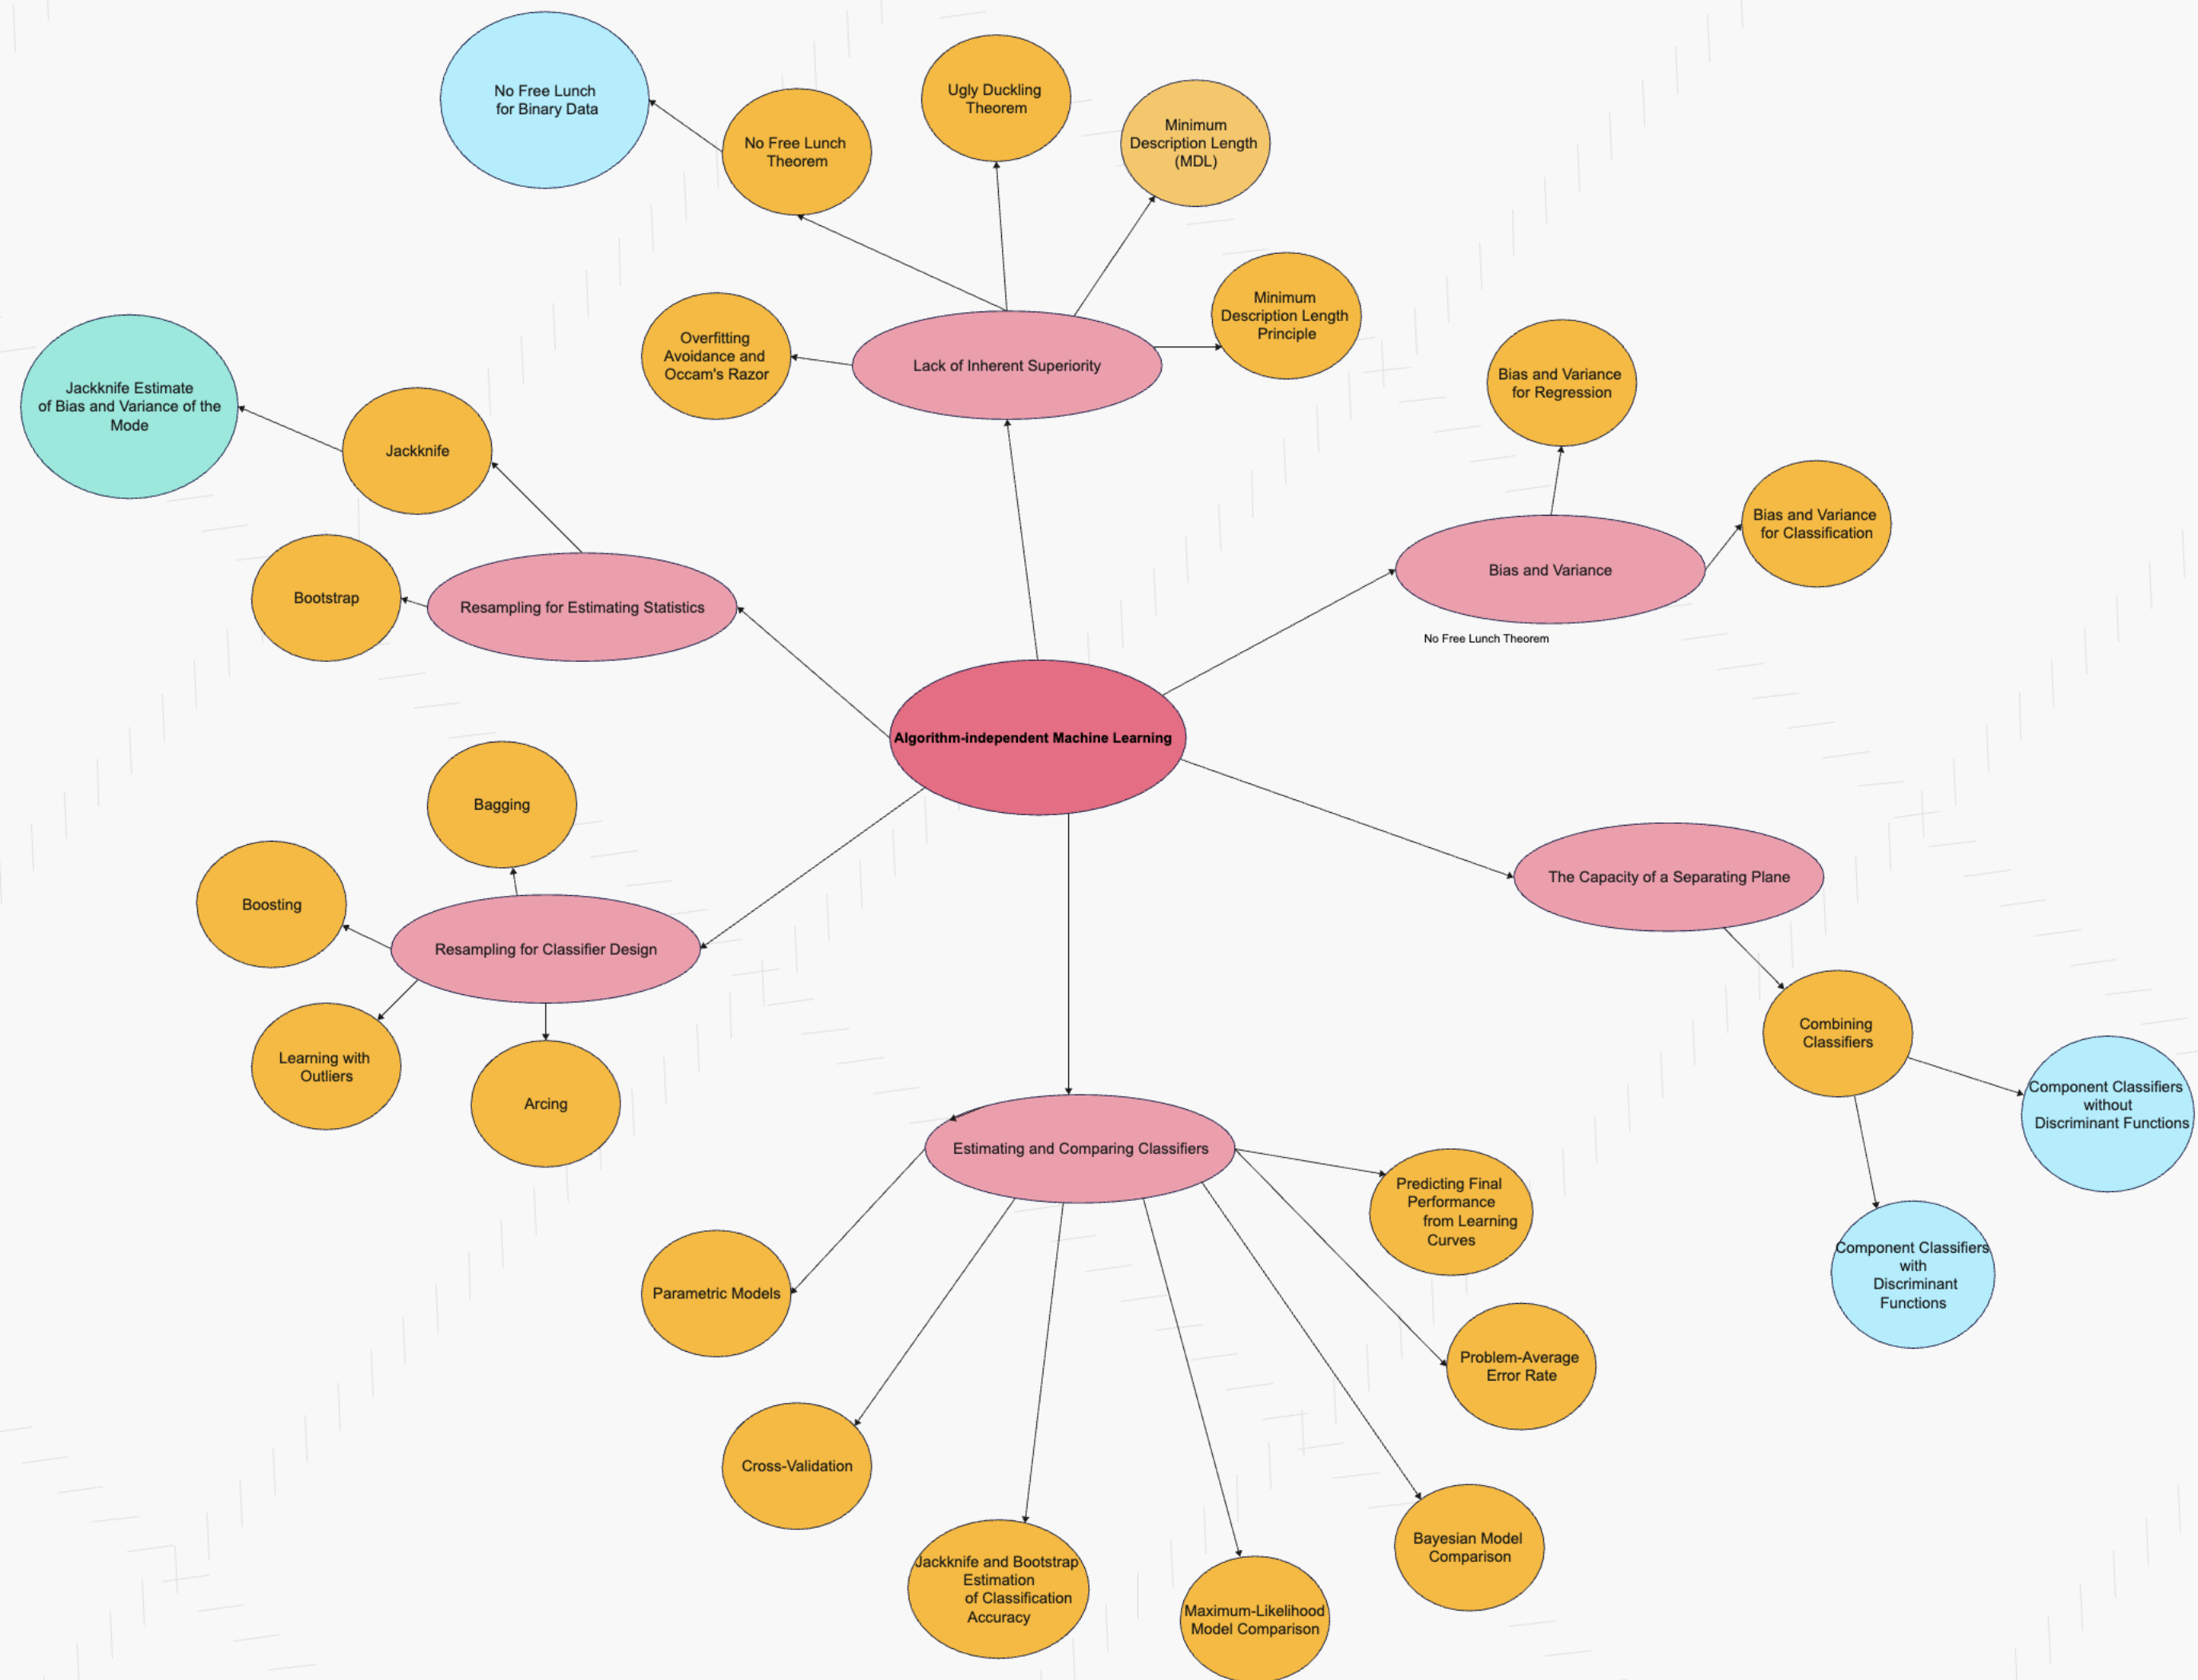 No Free Lunch
for Binary Data
No Free Lunch
Theorem
Ugly Duckling
Theorem
Minimum
Description Length
(MDL)
Minimum
Description Length
Principle
Overfitting
Avoidance and
Occam's Razor
Lack of Inherent Superiority
Jackknife Estimate
of Bias and Variance of the
Mode
Jackknife
Bootstrap
Resampling for Estimating Statistics
Bias and Variance
for Regression
Bias and Variance
for Classification
Bias and Variance
No Free Lunch Theorem
Algorithm-independent Machine Learning
Bagging
Boosting
Resampling for Classifier Design
Learning with
Outliers
Arcing
The Capacity of a Separating Plane
Combining
Classifiers
Component Classifiers
without
Discriminant Functions
Component Classifiers
with
Discriminant
Functions
Estimating and Comparing Classifiers
Predicting Final
Performance
from Learning
Curves
Parametric Models
Problem-Average
Error Rate
Cross-Validation
Bayesian Model
Comparison
Jackknife and Bootstrap
Estimation
of Classification
Accuracy
Maximum-Likelihood
Model Comparison